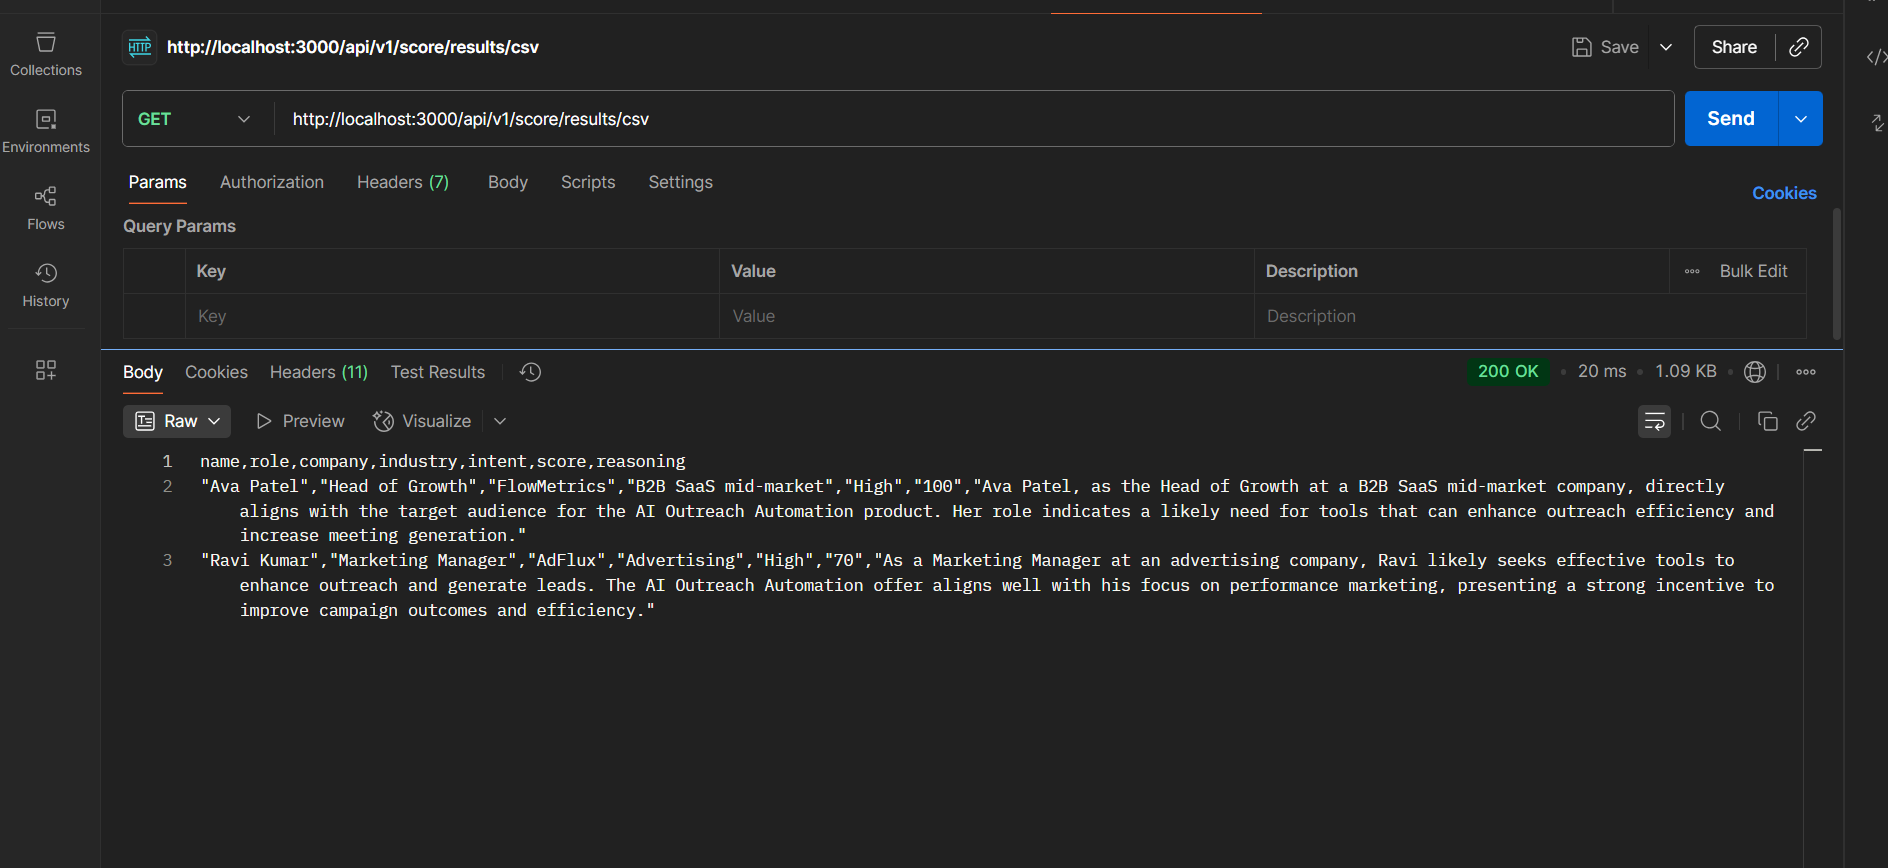 Collections
Environments
Flows
History
HTTP http://localhost:3000/api/v1/score/results/csv
Save
Share
GET http://localhost:3000/api/v1/score/results/csv
Send
Params Authorization Headers (7) Body Scripts Settings
Cookies
Query Params
Key Value Description Bulk Edit
Key Value Description
Body Cookies Headers (11) Test Results
200 OK • 20 ms • 1.09 KB •
Raw Preview Visualize
1 name,role,company,industry,intent,score,reasoning
2 "Ava Patel","Head of Growth","FlowMetrics","B2B SaaS mid-market","High","100","Ava Patel, as the Head of Growth at a B2B SaaS mid-market company, directly
aligns with the target audience for the AI Outreach Automation product. Her role indicates a likely need for tools that can enhance outreach efficiency and
increase meeting generation."
3 "Ravi Kumar","Marketing Manager","AdFlux","Advertising","High","70","As a Marketing Manager at an advertising company, Ravi likely seeks effective tools to
enhance outreach and generate leads. The AI Outreach Automation offer aligns well with his focus on performance marketing, presenting a strong incentive to
improve campaign outcomes and efficiency."